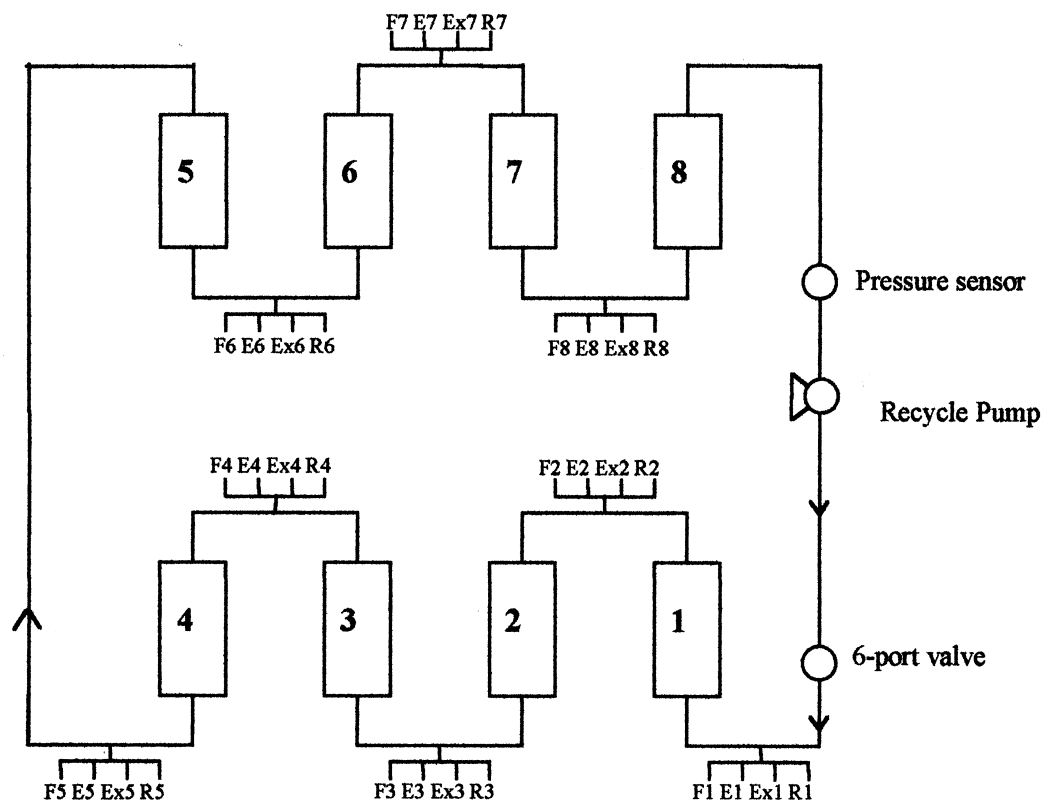 F7 E7 Ex7 R7
5
6
7
8
Pressure sensor
F6 E6 Ex6 R6
F8 E8 Ex8 R8
Recycle Pump
F4 E4 Ex4 R4
F2 E2 Ex2 R2
4
3
2
1
6-port valve
F5 E5 Ex5 R5
F3 E3 Ex3 R3
F1 E1 Ex1 R1